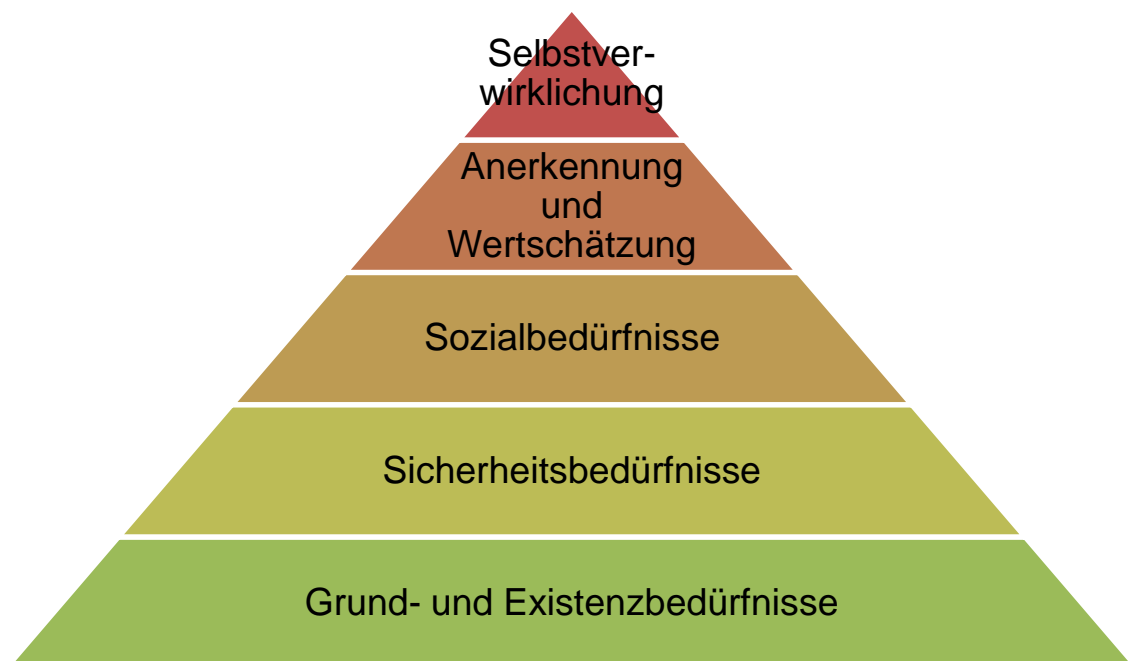 Selbstver-
wirklichung
Anerkennung
und
Wertschätzung
Sozialbedürfnisse
Sicherheitsbedürfnisse
Grund- und Existenzbedürfnisse